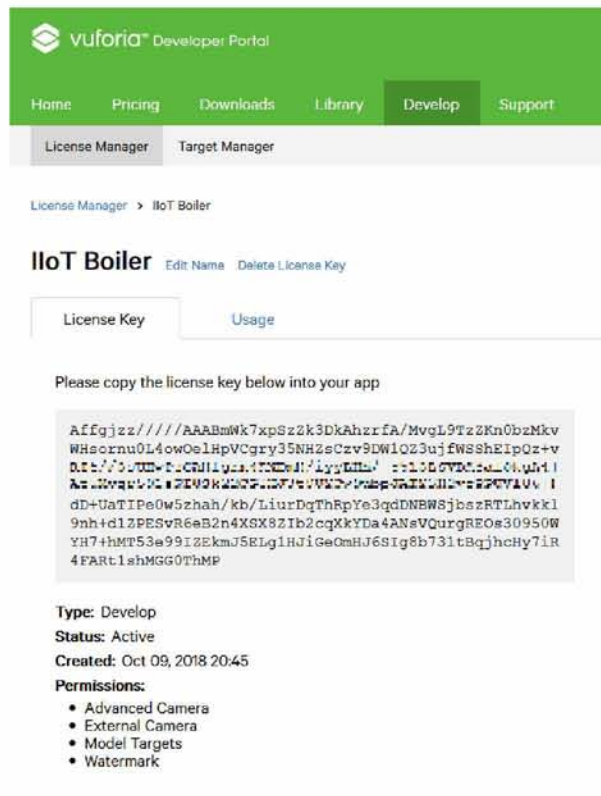 vuforia™ Developer Portal
Home Pricing Downloads Library Develop Support
License Manager Target Manager
License Manager > IIoT Boiler
IIoT Boiler Edit Name Delete License Key
License Key Usage
Please copy the license key below into your app
Affgjzz/////AAABmWk7xpSzZk3DkAhzrfA/MvgL9TzZKn0bzMkv
WHsornu0L4owOelHpVCgry35NHZsCzv9DW1QZ3ujfWSShEIpQz+v
dD+UaTIPe0w5zhah/kb/LiurDqThRpYe3qdDNBWSjbszRTLhvkkl
9nh+d1ZPESvR6eB2n4XSX8ZIb2cqXkYDa4ANsVQurgREOs30950W
YH7+hMT53e99IZEkmJ5ELg1HJiGeOmHJ6SIg8b731tBqjhcHy7iR
4FARt1shMGG0ThMP
Type: Develop
Status: Active
Created: Oct 09, 2018 20:45
Permissions:
• Advanced Camera
• External Camera
• Model Targets
• Watermark